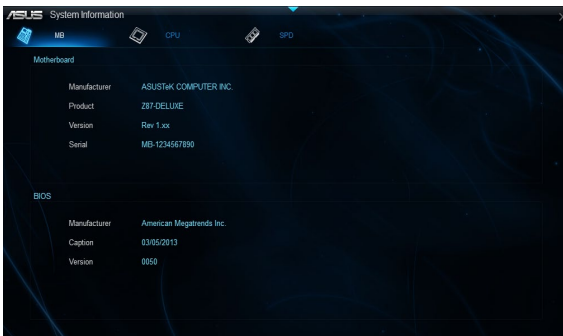 ASUS System Information
MB CPU SPD
Motherboard
Manufacturer ASUSTeK COMPUTER INC.
Product Z87-DELUXE
Version Rev 1.xx
Serial MB-1234567890
BIOS
Manufacturer American Megatrends Inc.
Caption 03/05/2013
Version 0050